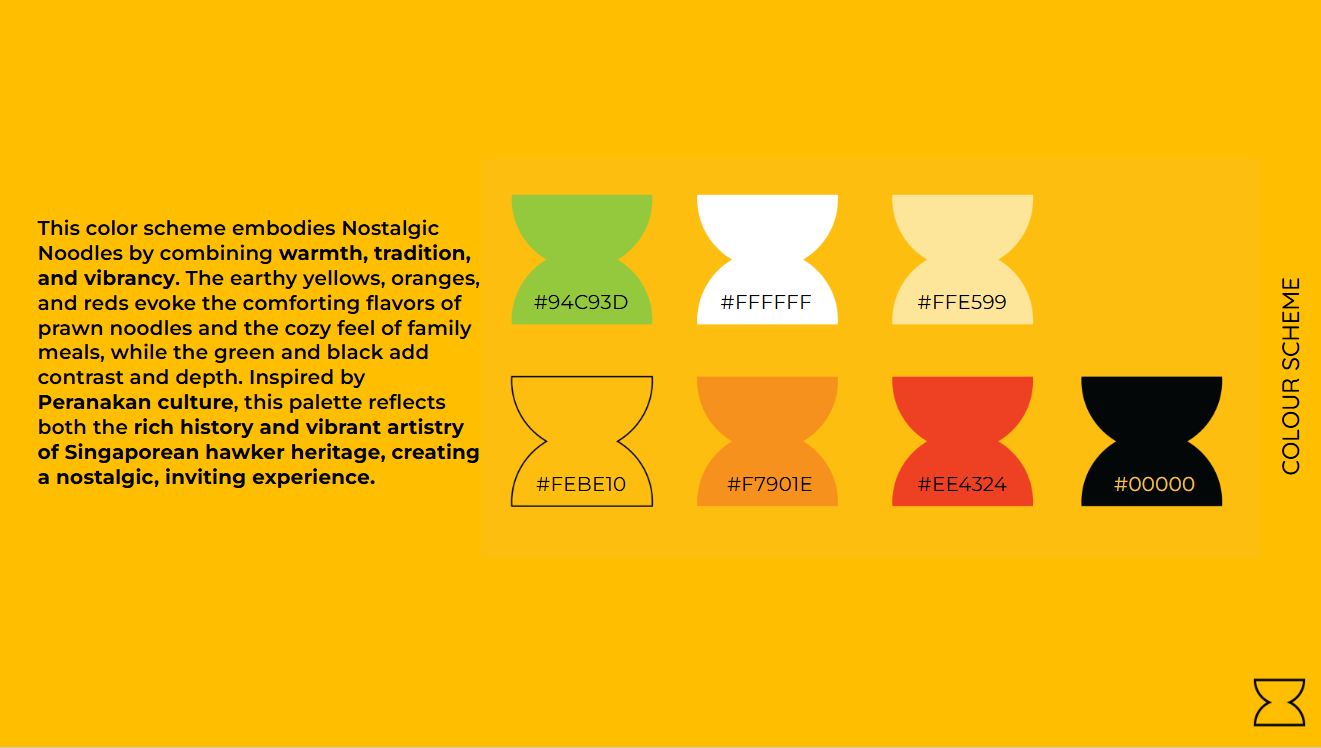 This color scheme embodies Nostalgic
Noodles by combining warmth, tradition,
and vibrancy. The earthy yellows, oranges,
and reds evoke the comforting flavors of
prawn noodles and the cozy feel of family
meals, while the green and black add
contrast and depth. Inspired by
Peranakan culture, this palette reflects
both the rich history and vibrant artistry
of Singaporean hawker heritage, creating
a nostalgic, inviting experience.
#94C93D
#FFFFFF
#FFE599
#FEBE10
#F7901E
#EE4324
#00000
COLOUR SCHEME